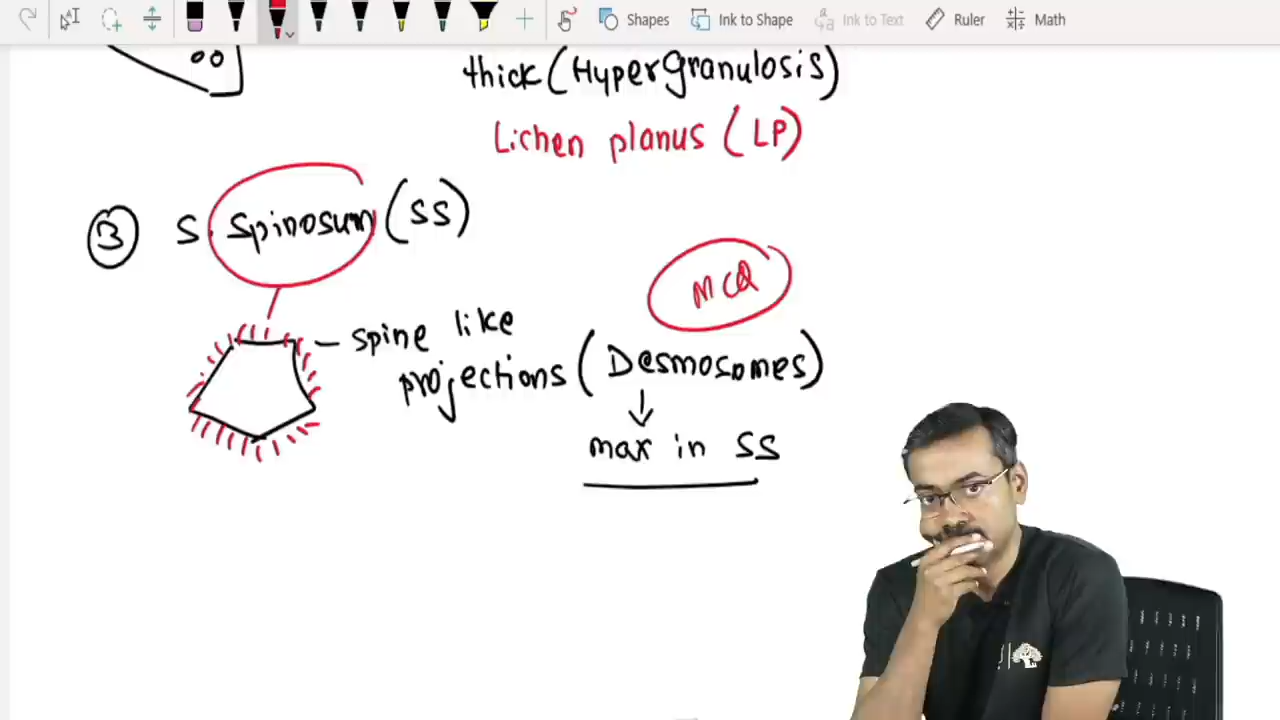 Shapes
Ink to Shape
Ink to Text
Ruler
Math
thick (Hypergranulosis)
Lichen planus (LP)
3 S. Spinosum (SS)
MCQ
– spine like
projections (Desmosomes)
↓
max in SS